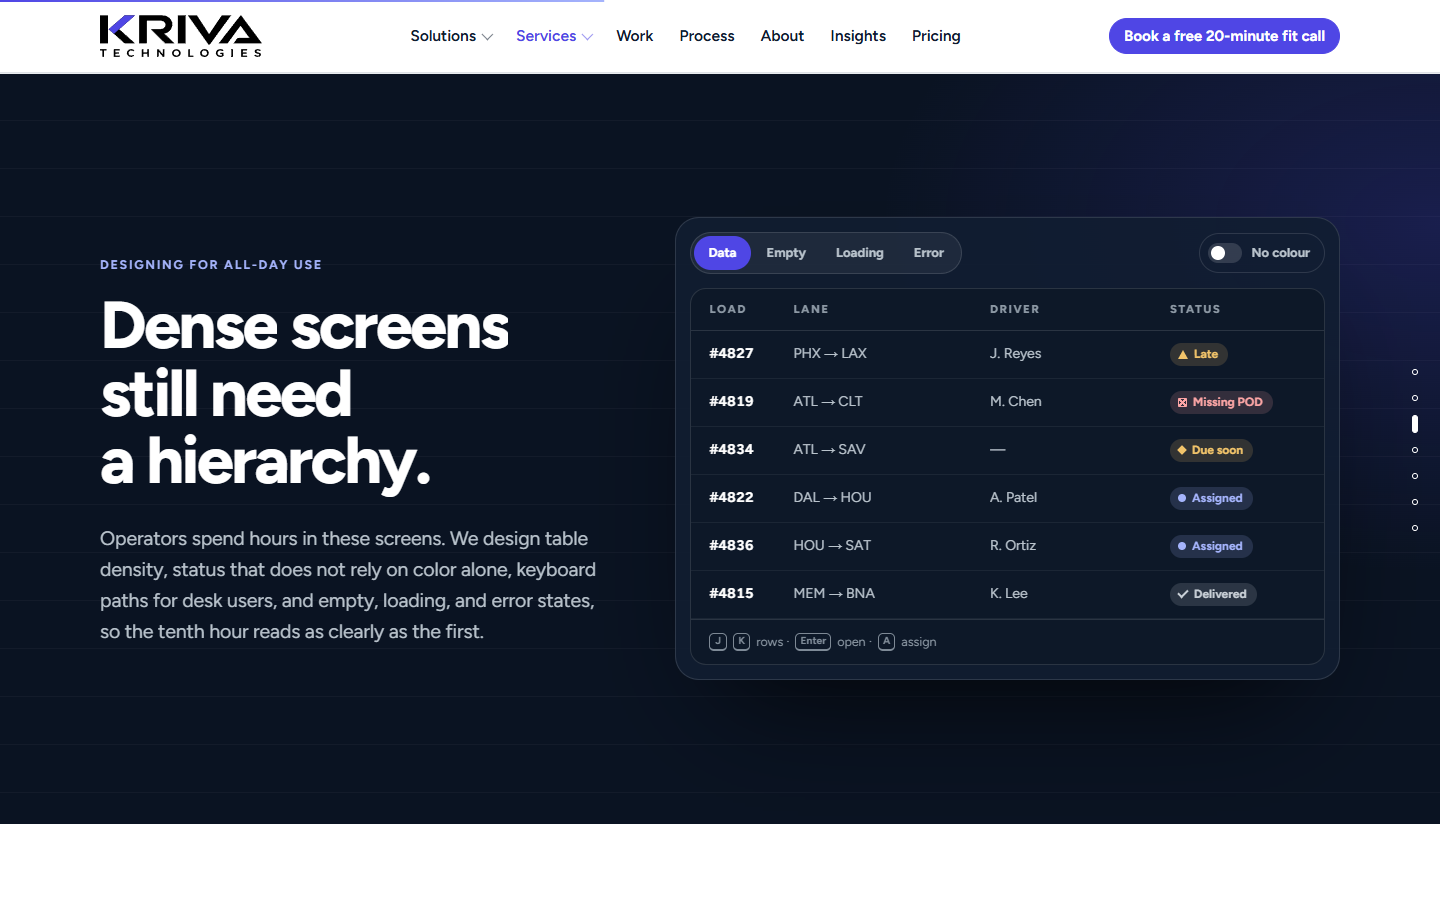 KRIVA
TECHNOLOGIES
Solutions Services Work Process About Insights Pricing
Book a free 20-minute fit call
DESIGNING FOR ALL-DAY USE
Dense screens
still need
a hierarchy.
Operators spend hours in these screens. We design table
density, status that does not rely on color alone, keyboard
paths for desk users, and empty, loading, and error states,
so the tenth hour reads as clearly as the first.
Data Empty Loading Error No colour
LOAD LANE DRIVER STATUS
#4827 PHX → LAX J. Reyes Late
#4819 ATL → CLT M. Chen Missing POD
#4834 ATL → SAV — Due soon
#4822 DAL → HOU A. Patel Assigned
#4836 HOU → SAT R. Ortiz Assigned
#4815 MEM → BNA K. Lee Delivered
J K rows · Enter open · A assign